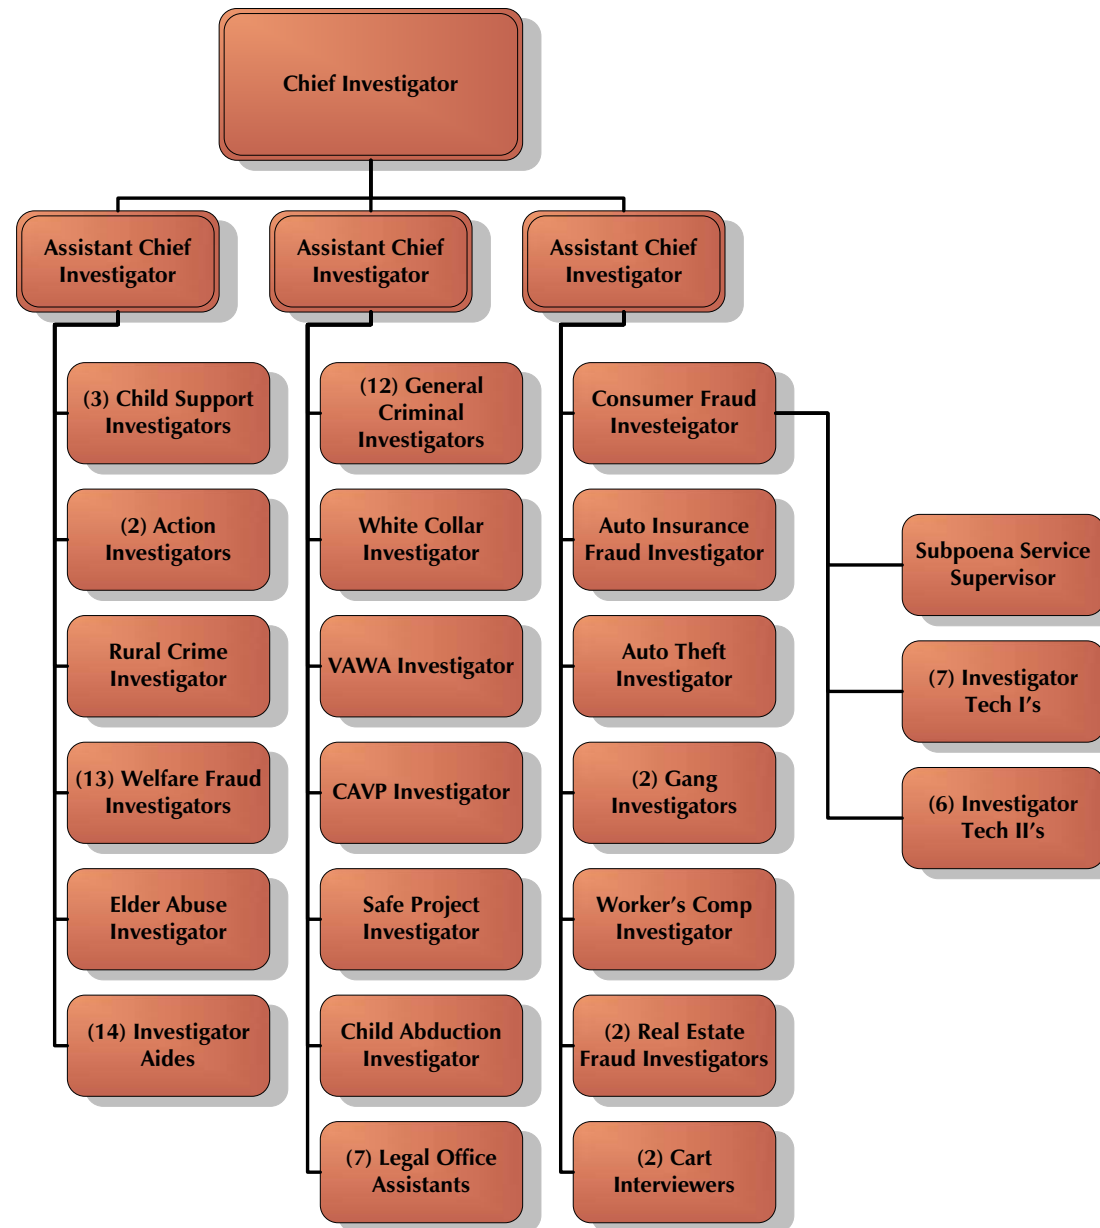 Chief Investigator
Assistant Chief
Investigator
Assistant Chief
Investigator
Assistant Chief
Investigator
(3) Child Support
Investigators
(2) Action
Investigators
Rural Crime
Investigator
(13) Welfare Fraud
Investigators
Elder Abuse
Investigator
(14) Investigator
Aides
(12) General
Criminal
Investigators
White Collar
Investigator
VAWA Investigator
CAVP Investigator
Safe Project
Investigator
Child Abduction
Investigator
(7) Legal Office
Assistants
Consumer Fraud
Investeigator
Auto Insurance
Fraud Investigator
Auto Theft
Investigator
(2) Gang
Investigators
Worker's Comp
Investigator
(2) Real Estate
Fraud Investigators
(2) Cart
Interviewers
Subpoena Service
Supervisor
(7) Investigator
Tech I's
(6) Investigator
Tech II's